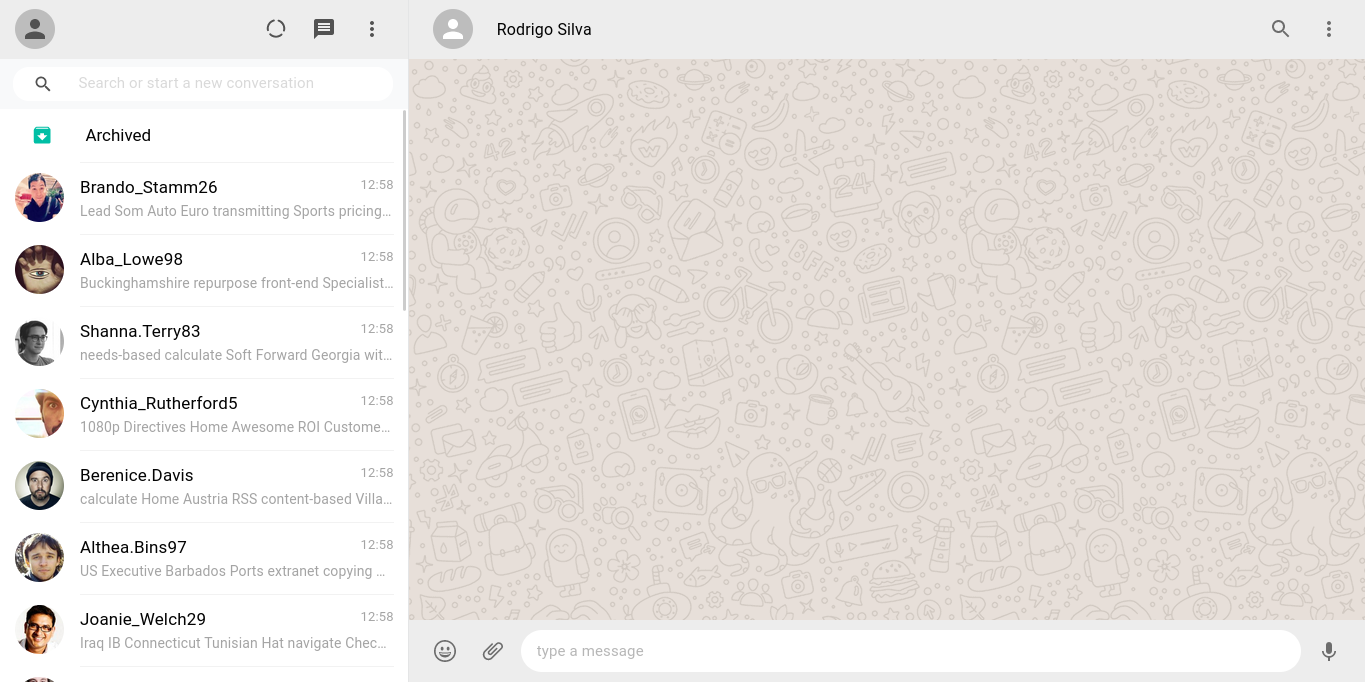 Rodrigo Silva
Search or start a new conversation
Archived
Brando_Stamm26
12:58
Lead Som Auto Euro transmitting Sports pricing...
Alba_Lowe98
12:58
Buckinghamshire repurpose front-end Specialist...
Shanna.Terry83
12:58
needs-based calculate Soft Forward Georgia wit...
Cynthia_Rutherford5
12:58
1080p Directives Home Awesome ROI Custome...
Berenice.Davis
12:58
calculate Home Austria RSS content-based Villa...
Althea.Bins97
12:58
US Executive Barbados Ports extranet copying ...
Joanie_Welch29
12:58
Iraq IB Connecticut Tunisian Hat navigate Chec...
42
24
42
24
type a message